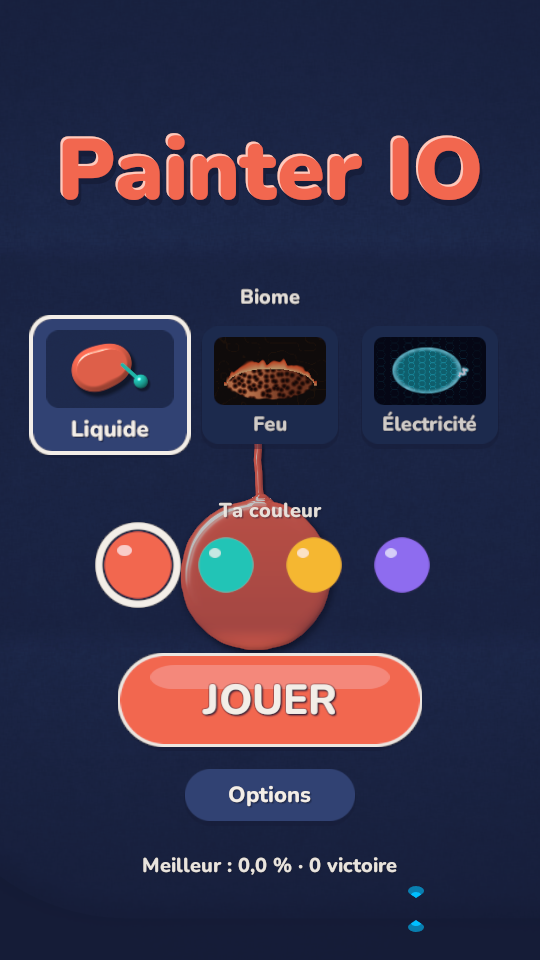 Painter IO
Biome
Liquide
Feu
Électricité
Ta couleur
JOUER
Options
Meilleur : 0,0 % · 0 victoire